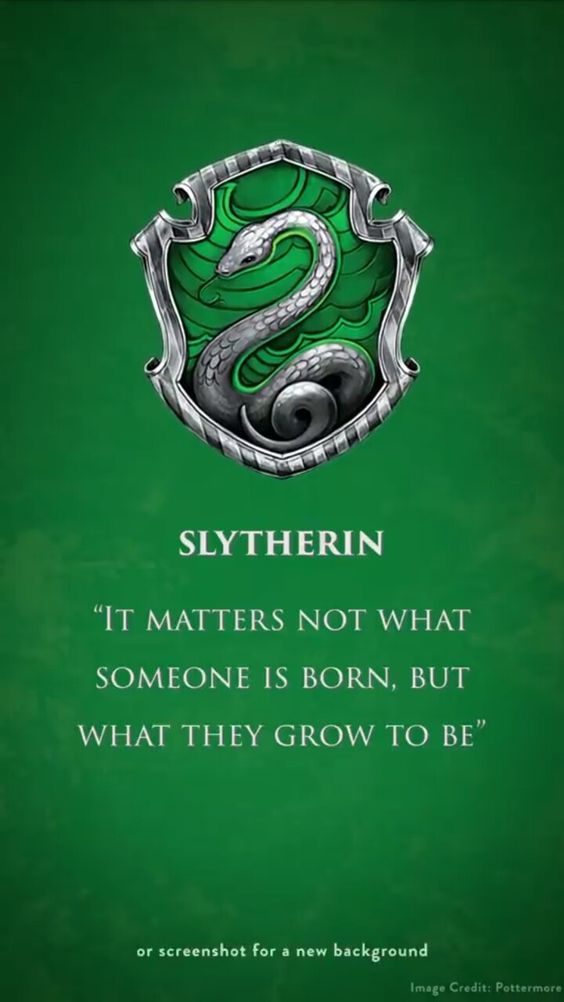 SLYTHERIN
“IT MATTERS NOT WHAT
SOMEONE IS BORN, BUT
WHAT THEY GROW TO BE”
or screenshot for a new background
Image Credit: Pottermore